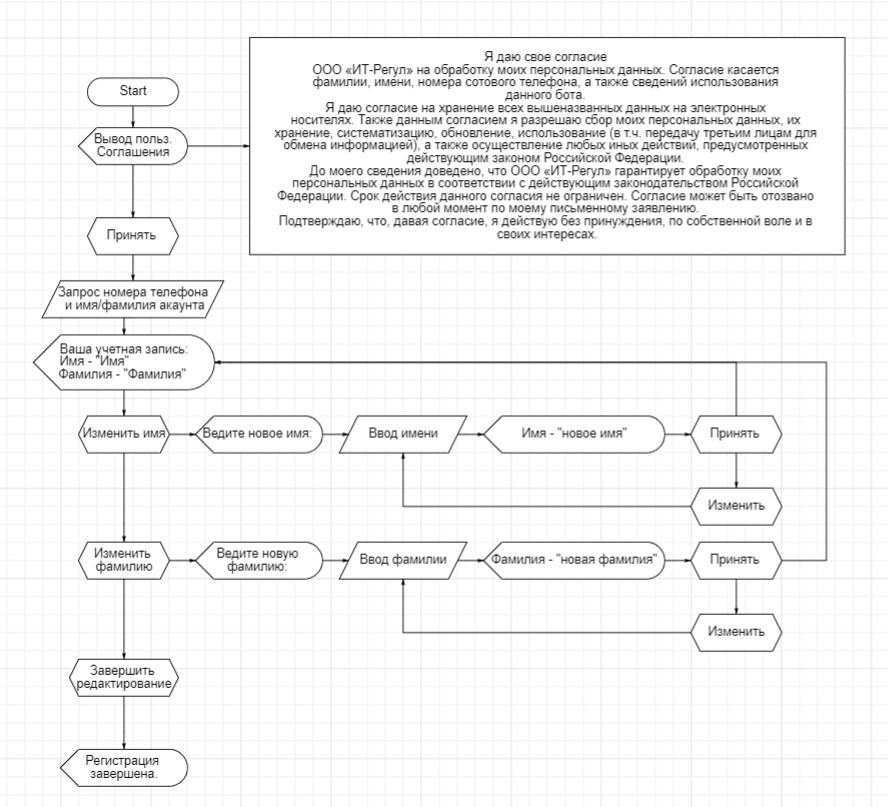 Start
Вывод польз.
Соглашения
Я даю свое согласие
ООО «ИТ-Регул» на обработку моих персональных данных. Согласие касается
фамилии, имени, номера сотового телефона, а также сведений использования
данного бота.
Я даю согласие на хранение всех вышеназванных данных на электронных
носителях. Также данным согласием я разрешаю сбор моих персональных данных, их
хранение, систематизацию, обновление, использование (в т.ч. передачу третьим лицам для
обмена информацией), а также осуществление любых иных действий, предусмотренных
действующим законом Российской Федерации.
До моего сведения доведено, что ООО «ИТ-Регул» гарантирует обработку моих
персональных данных в соответствии с действующим законодательством Российской
Федерации. Срок действия данного согласия не ограничен. Согласие может быть отозвано
в любой момент по моему письменному заявлению.
Подтверждаю, что, давая согласие, я действую без принуждения, по собственной воле и в
своих интересах.
Принять
Запрос номера телефона
и имя/фамилия акаунта
Ваша учетная запись:
Имя - "Имя"
Фамилия - "Фамилия"
Изменить имя
Ведите новое имя:
Ввод имени
Имя - "новое имя"
Принять
Изменить
Изменить
фамилию
Ведите новую
фамилию:
Ввод фамилии
Фамилия - "новая фамилия"
Принять
Изменить
Завершить
редактирование
Регистрация
завершена.